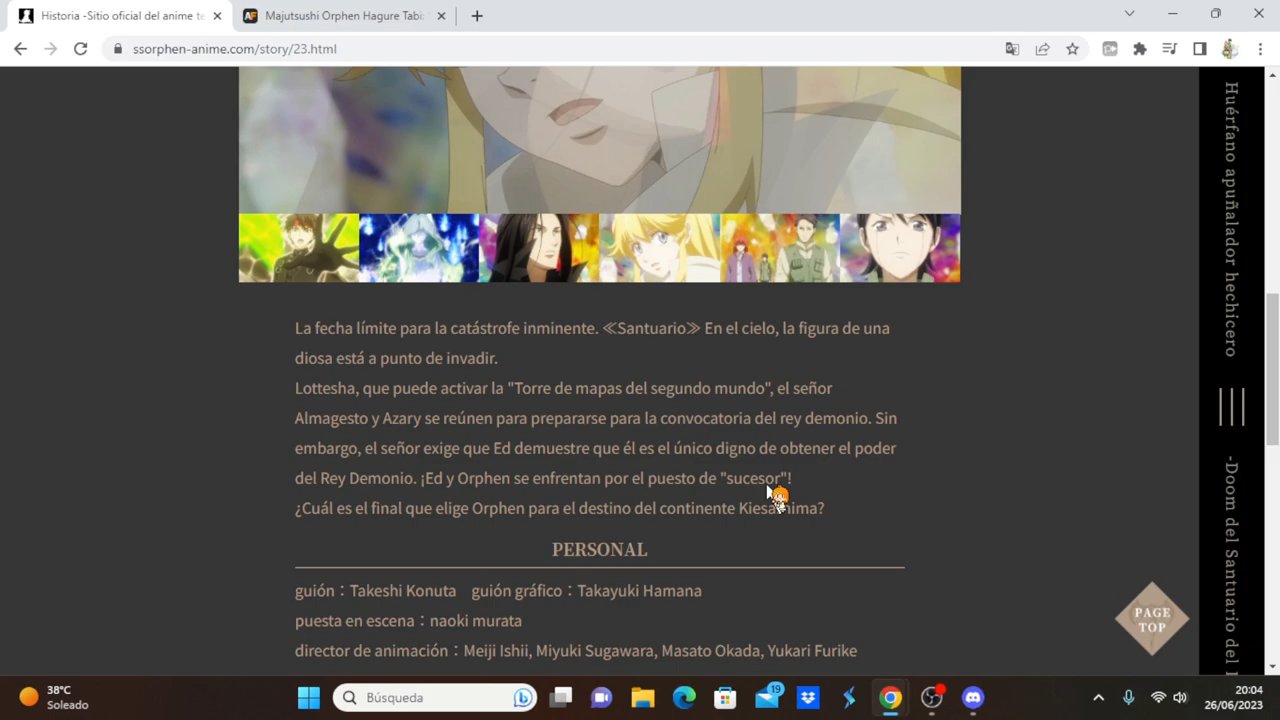 Historia -Sitio oficial del anime te
Majutsushi Orphen Hagure Tabi:
ssorphen-anime.com/story/23.html
La fecha límite para la catástrofe inminente. ≪Santuario≫ En el cielo, la figura de una
diosa está a punto de invadir.
Lottesha, que puede activar la "Torre de mapas del segundo mundo", el señor
Almagesto y Azary se reúnen para prepararse para la convocatoria del rey demonio. Sin
embargo, el señor exige que Ed demuestre que él es el único digno de obtener el poder
del Rey Demonio. ¡Ed y Orphen se enfrentan por el puesto de "sucesor"!
¿Cuál es el final que elige Orphen para el destino del continente
PERSONAL
guión：Takeshi Konuta guión gráfico：Takayuki Hamana
puesta en escena：naoki murata
director de animación：Meiji Ishii, Miyuki Sugawara, Masato Okada, Yukari Furike
Huérfano apuñalador hechicero
-Doom del Santuario del
PAGE
TOP
38°C
Soleado
Búsqueda
19
20:04
26/06/2023